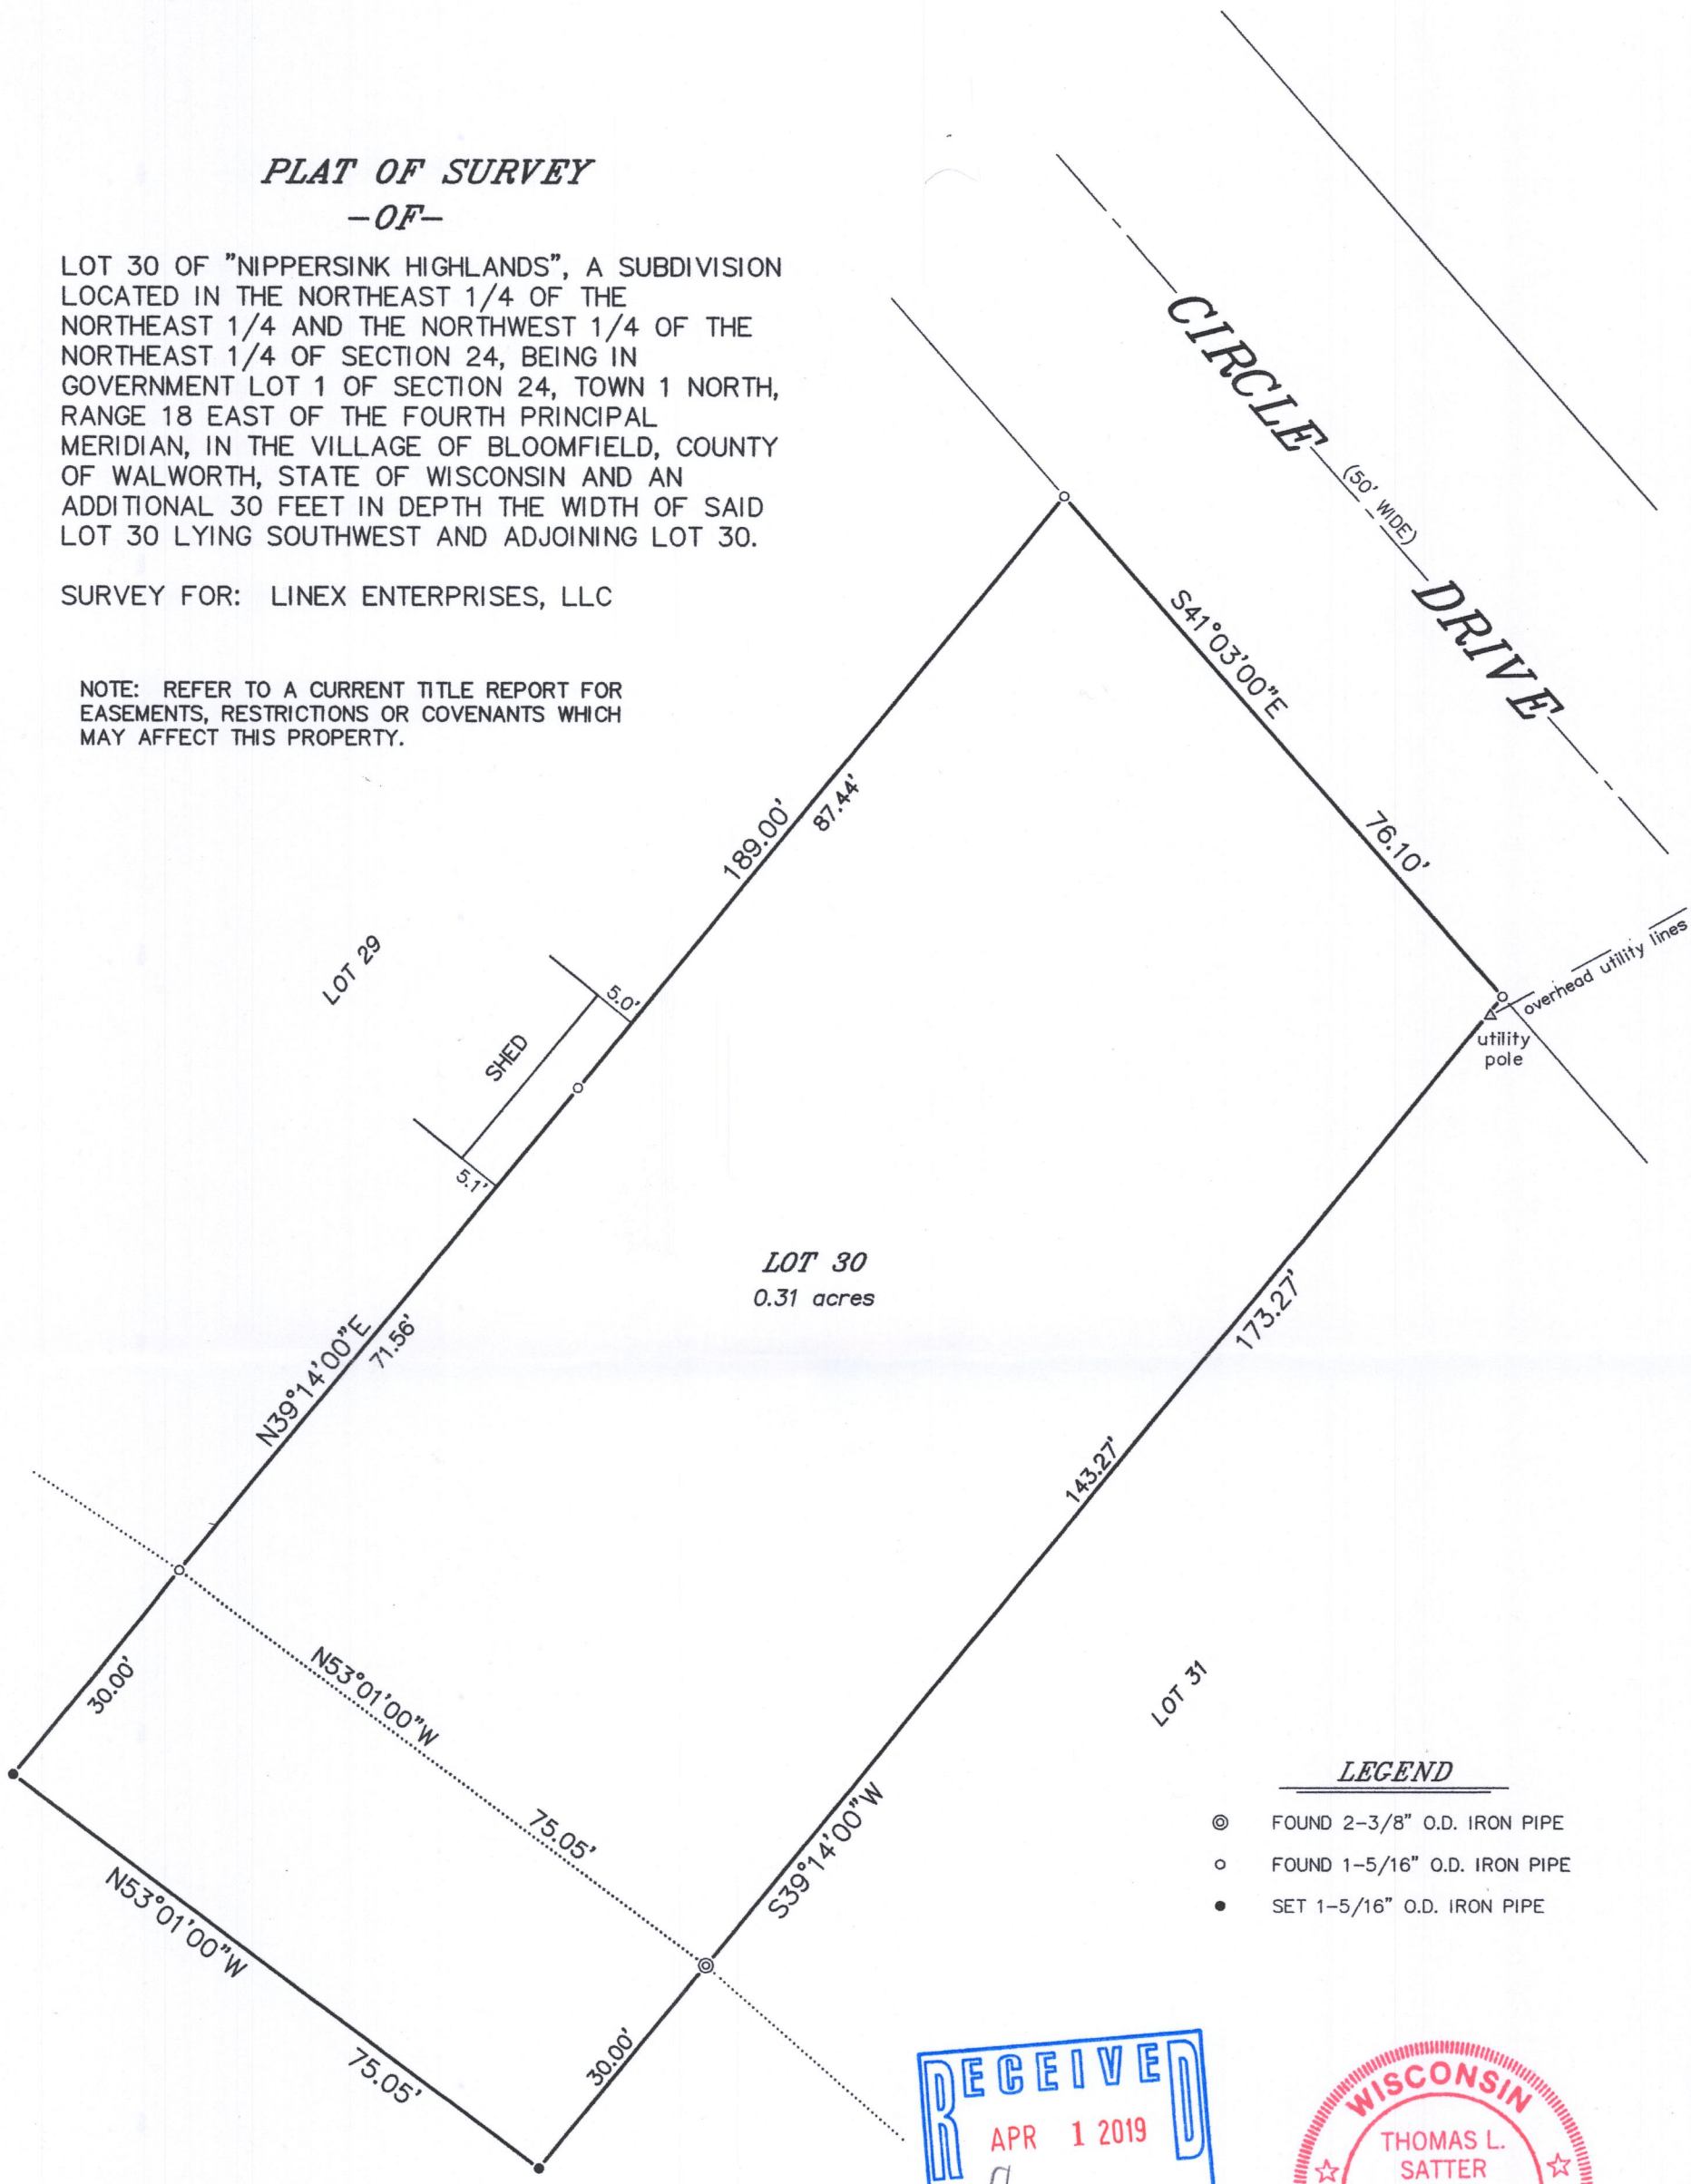 PLAT OF SURVEY
-OF-
LOT 30 OF "NIPPERSINK HIGHLANDS", A SUBDIVISION
LOCATED IN THE NORTHEAST 1/4 OF THE
NORTHEAST 1/4 AND THE NORTHWEST 1/4 OF THE
NORTHEAST 1/4 OF SECTION 24, BEING IN
GOVERNMENT LOT 1 OF SECTION 24, TOWN 1 NORTH,
RANGE 18 EAST OF THE FOURTH PRINCIPAL
MERIDIAN, IN THE VILLAGE OF BLOOMFIELD, COUNTY
OF WALWORTH, STATE OF WISCONSIN AND AN
ADDITIONAL 30 FEET IN DEPTH THE WIDTH OF SAID
LOT 30 LYING SOUTHWEST AND ADJOINING LOT 30.
SURVEY FOR: LINEX ENTERPRISES, LLC
NOTE: REFER TO A CURRENT TITLE REPORT FOR
EASEMENTS, RESTRICTIONS OR COVENANTS WHICH
MAY AFFECT THIS PROPERTY.
CIRCLE (50' WIDE) DRIVE
S41°03'00"E
76.10'
overhead utility lines
utility
pole
189.00'
87.44'
LOT 29
5.0'
SHED
5.1'
LOT 30
0.31 acres
N39°14'00"E
71.56'
173.27'
143.27'
S39°14'00"W
LOT 31
30.00'
N53°01'00"W
75.05'
N53°01'00"W
75.05'
30.00'
LEGEND
FOUND 2-3/8" O.D. IRON PIPE
FOUND 1-5/16" O.D. IRON PIPE
SET 1-5/16" O.D. IRON PIPE
RECEIVED
APR 1 2019
WISCONSIN
THOMAS L.
SATTER